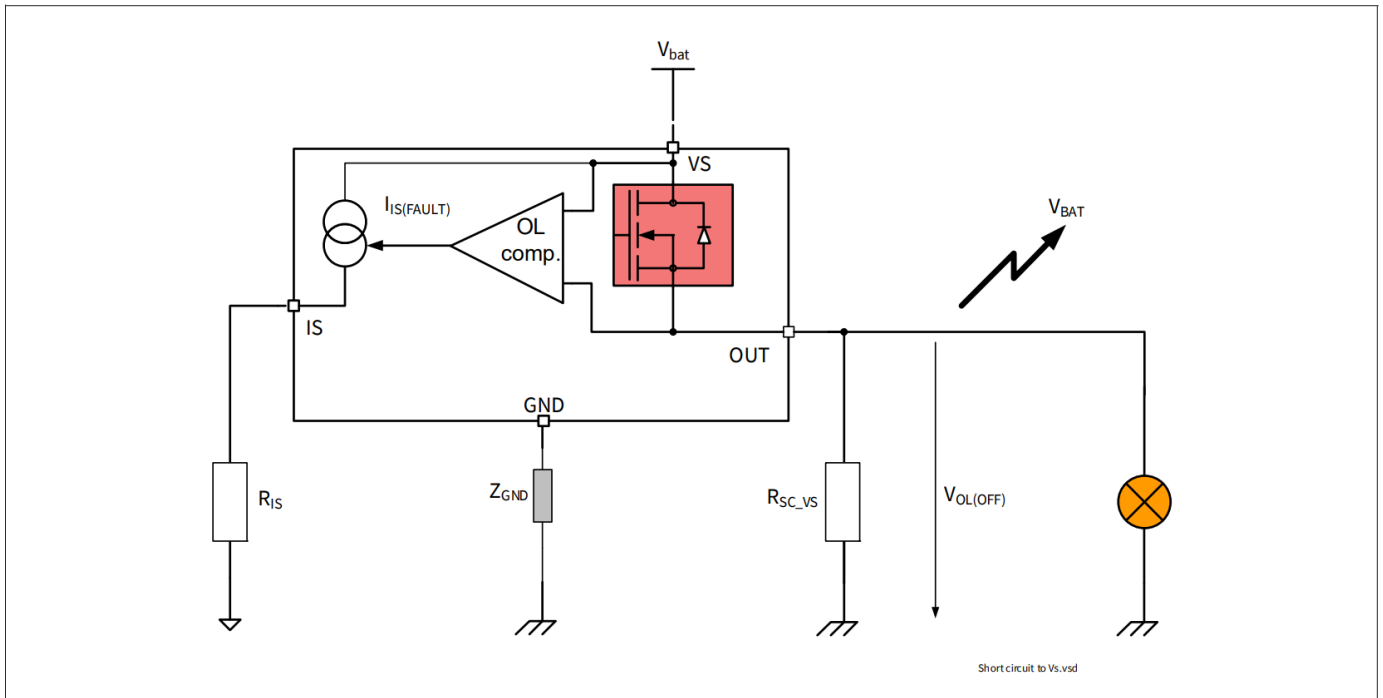 Vbat
VS
IIS(FAULT)
OL
comp.
VBAT
IS
OUT
GND
RIS
ZGND
RSC_VS
VOL(OFF)
Short circuit to Vs.vsd